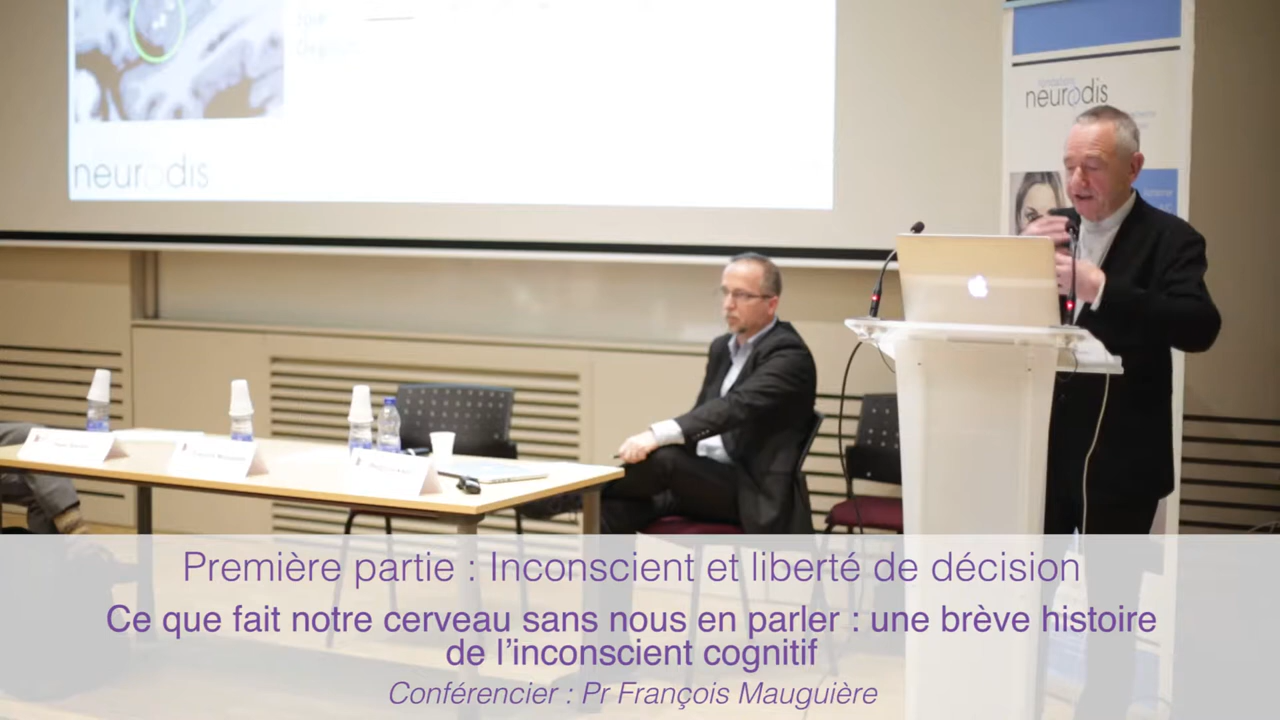 neurodis
neurodis
Première partie : Inconscient et liberté de décision
Ce que fait notre cerveau sans nous en parler : une brève histoire
de l'inconscient cognitif
Conférencier : Pr François Mauguière